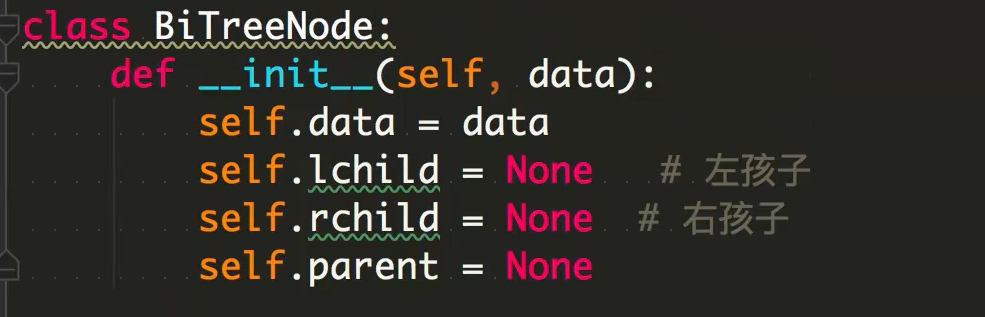 class BiTreeNode:
    def __init__(self, data):
        self.data = data
        self.lchild = None   # 左孩子
        self.rchild = None  # 右孩子
        self.parent = None